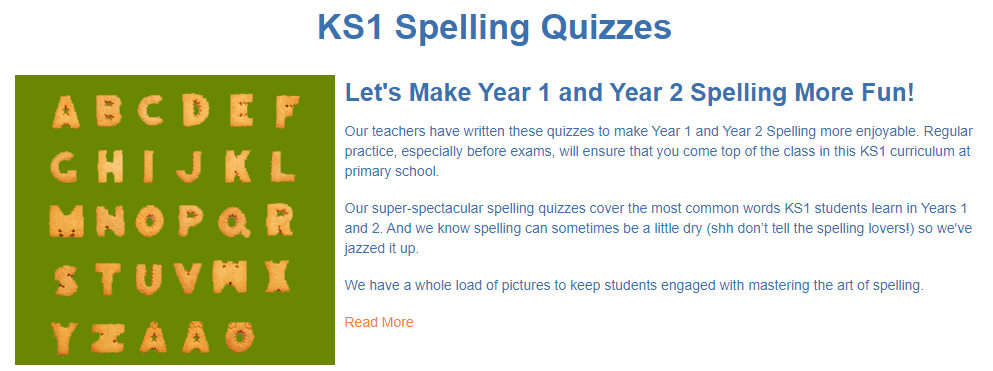 KS1 Spelling Quizzes
A B C D E F
G H I J K L
M N O P Q R
S T U V W X
Y Z Å Ä Ö
Let's Make Year 1 and Year 2 Spelling More Fun!
Our teachers have written these quizzes to make Year 1 and Year 2 Spelling more enjoyable. Regular
practice, especially before exams, will ensure that you come top of the class in this KS1 curriculum at
primary school.
Our super-spectacular spelling quizzes cover the most common words KS1 students learn in Years 1
and 2. And we know spelling can sometimes be a little dry (shh don’t tell the spelling lovers!) so we've
jazzed it up.
We have a whole load of pictures to keep students engaged with mastering the art of spelling.
Read More